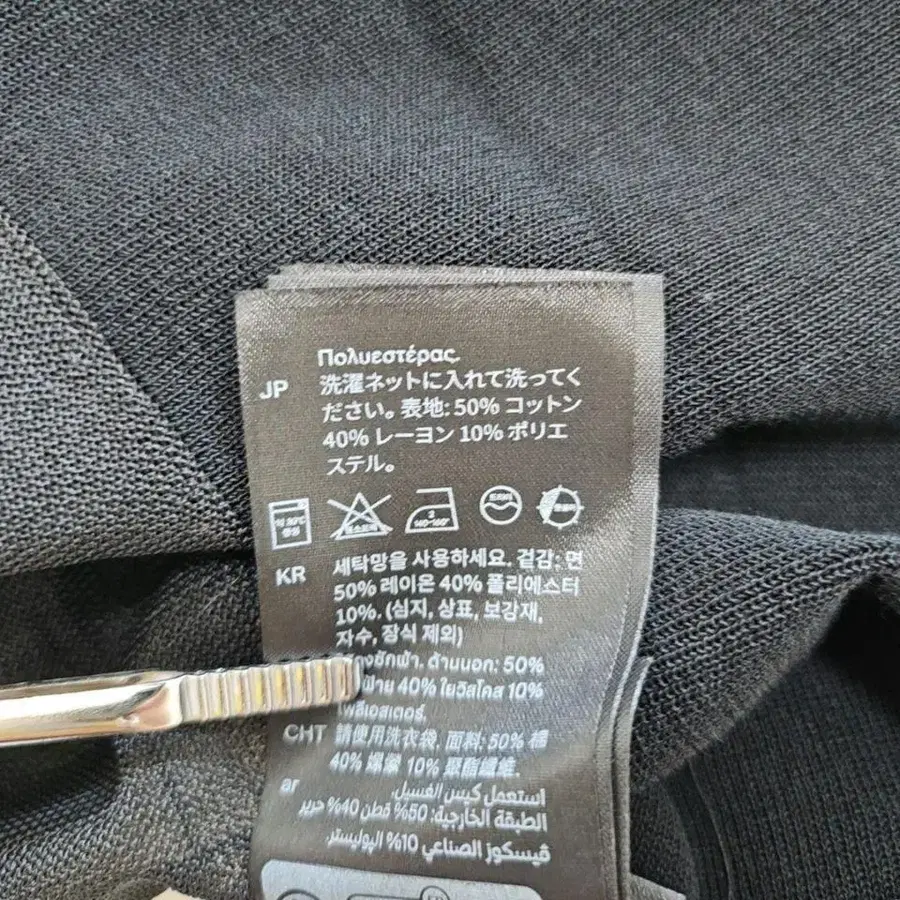 Πολυεστέρας.
JP
洗濯ネットに入れて洗ってく
ださい。表地: 50% コットン
40% レーヨン 10% ポリエ
ステル。
30℃
3
140~160℃
KR
세탁망을 사용하세요. 겉감: 면
50% 레이온 40% 폴리에스터
10%. (심지, 상표, 보강재,
자수, 장식 제외)
ด้านนอก: 50%
ฝ้าย 40% ใยวิสโคส 10%
โพลีเอสเตอร์.
CHT 請使用洗衣袋. 面料: 50% 棉
40% 嫘縈 10% 聚酯纖維.
ar
استعمل كيس الغسيل.
الطبقة الخارجية: 50% قطن 40% حرير
ڤيسكوز الصناعي 10% البوليستر.